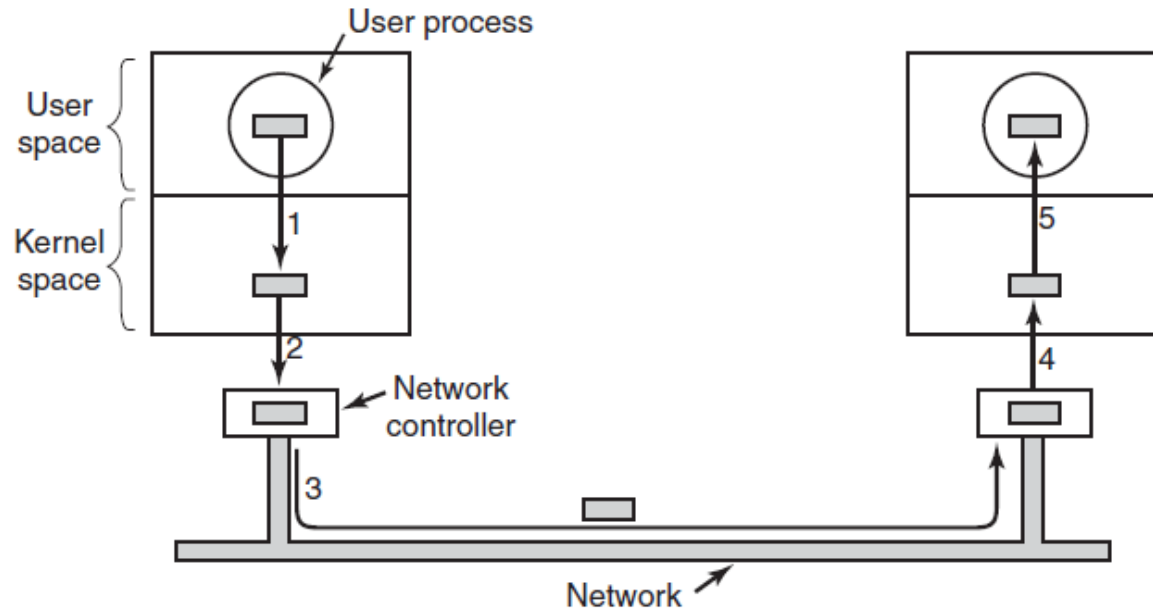 User process
User
space
1
5
Kernel
space
2
4
Network
controller
3
Network